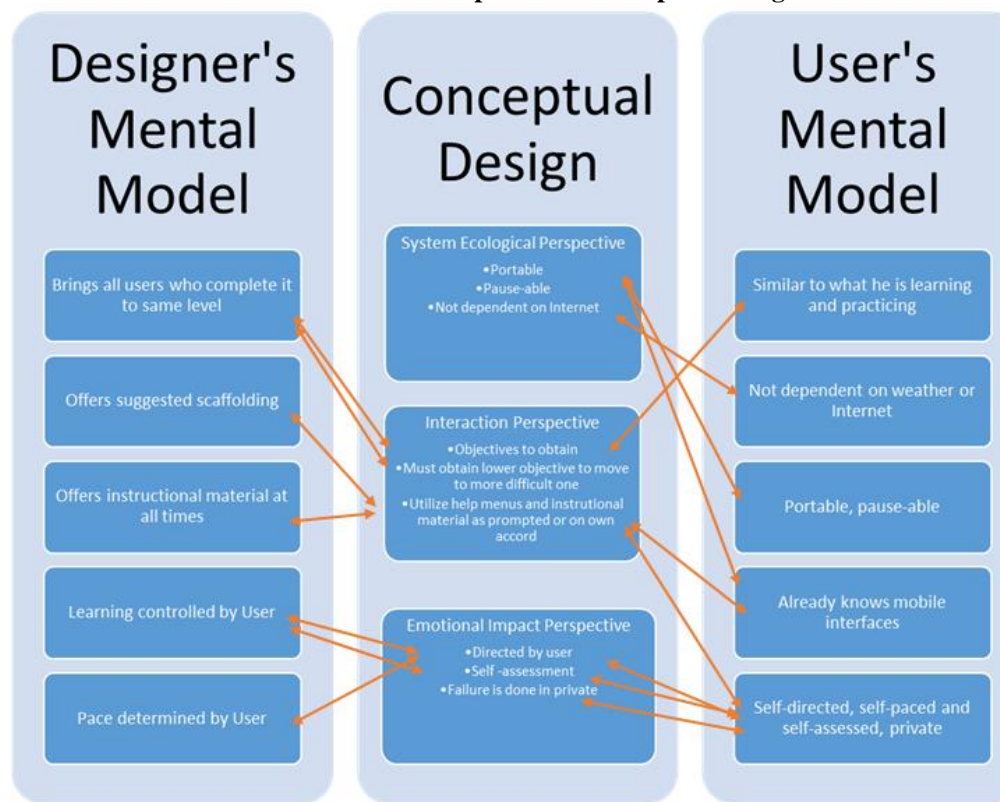 Designer's
Mental
Model
Brings all users who complete it
to same level
Offers suggested scaffolding
Offers instructional material at
all times
Learning controlled by User
Pace determined by User
Conceptual
Design
System Ecological Perspective
•Portable
•Pause-able
•Not dependent on Internet
Interaction Perspective
•Objectives to obtain
•Must obtain lower objective to move
to more difficult one
•Utilize help menus and instrutional
material as prompted or on own
accord
Emotional Impact Perspective
•Directed by user
•Self -assessment
•Failure is done in private
User's
Mental
Model
Similar to what he is learning
and practicing
Not dependent on weather or
Internet
Portable, pause-able
Already knows mobile
interfaces
Self-directed, self-paced and
self-assessed, private